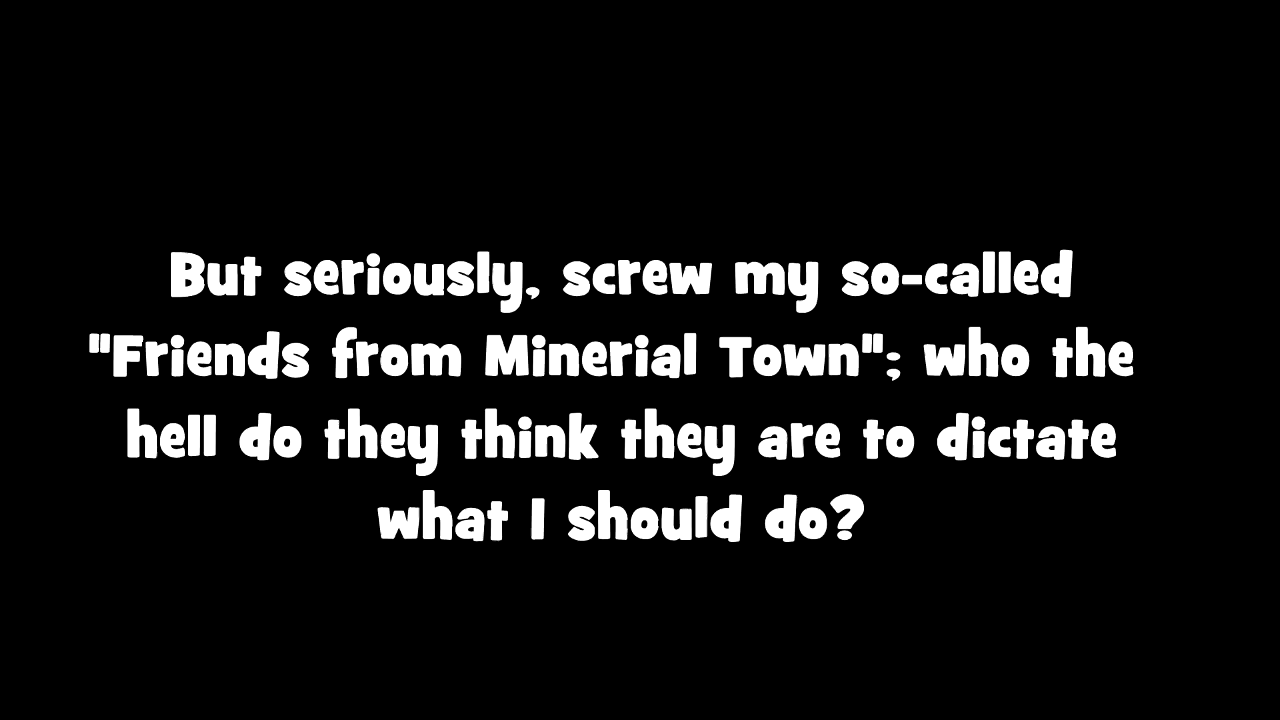 But seriously, screw my so-called
"Friends from Minerial Town"; who the
hell do they think they are to dictate
what I should do?